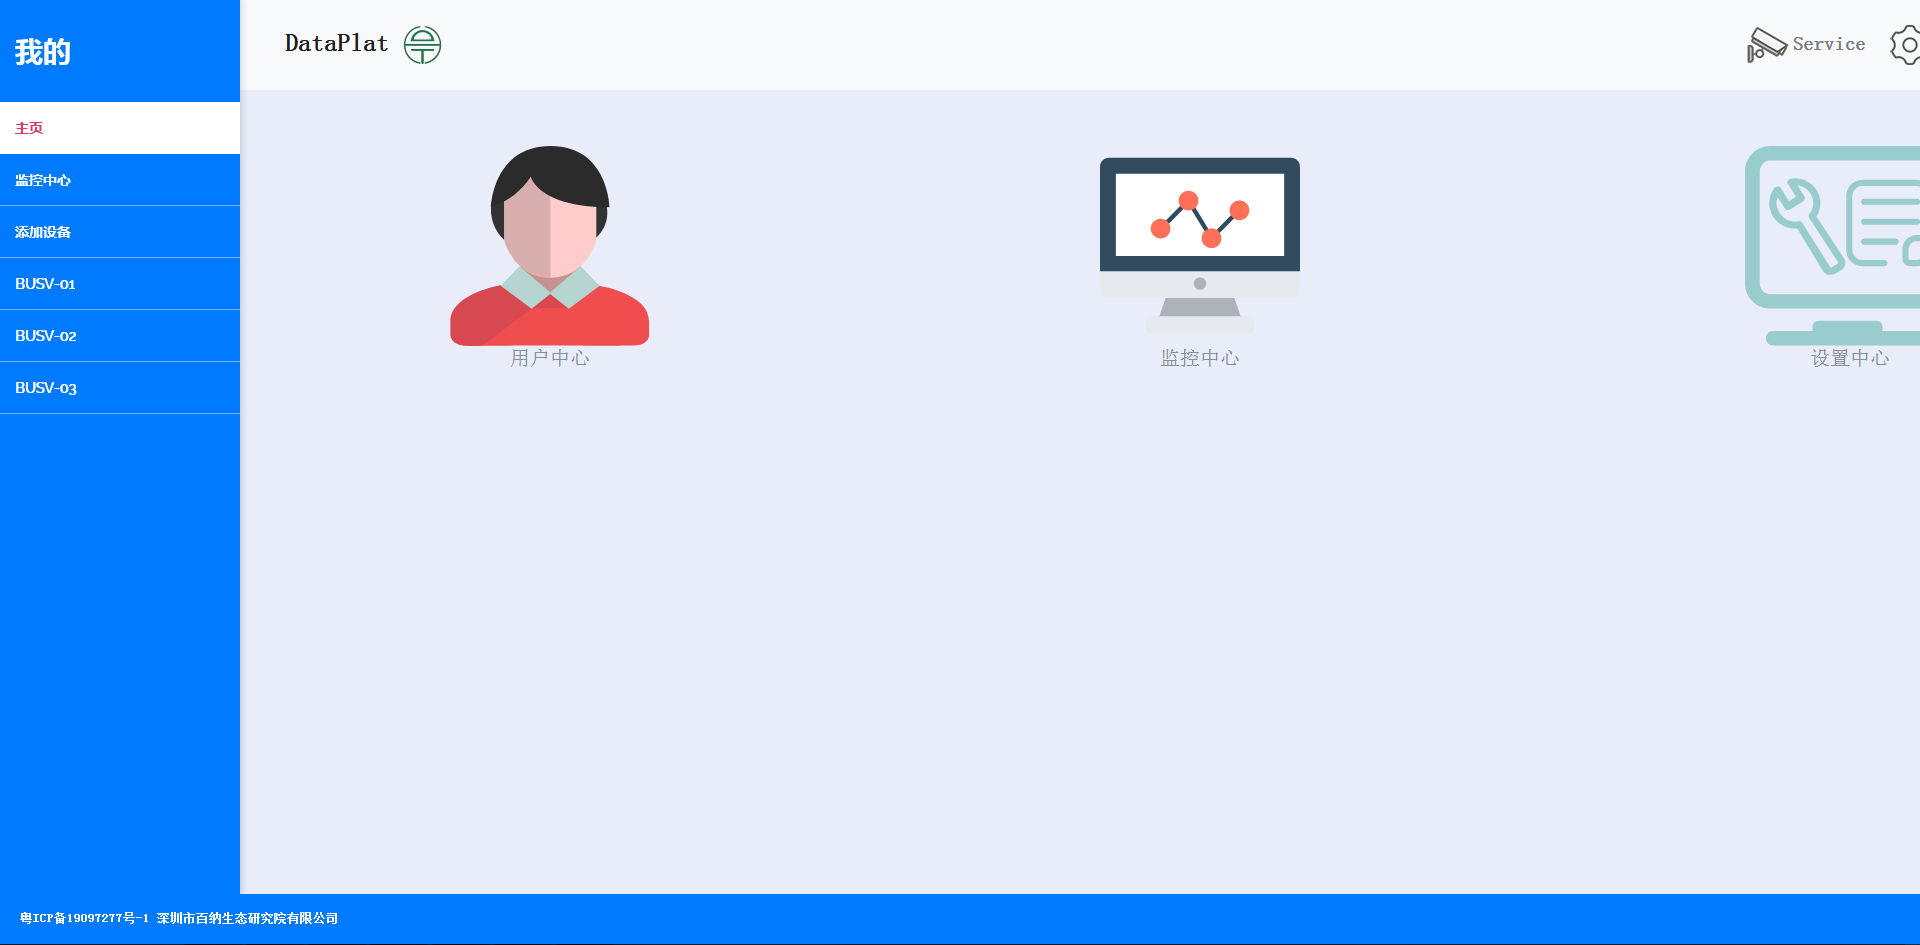 我的
DataPlat
Service
主页
监控中心
添加设备
BUSV-01
BUSV-02
BUSV-03
用户中心
监控中心
设置中心
粤ICP备19097277号-1 深圳市百纳生态研究院有限公司